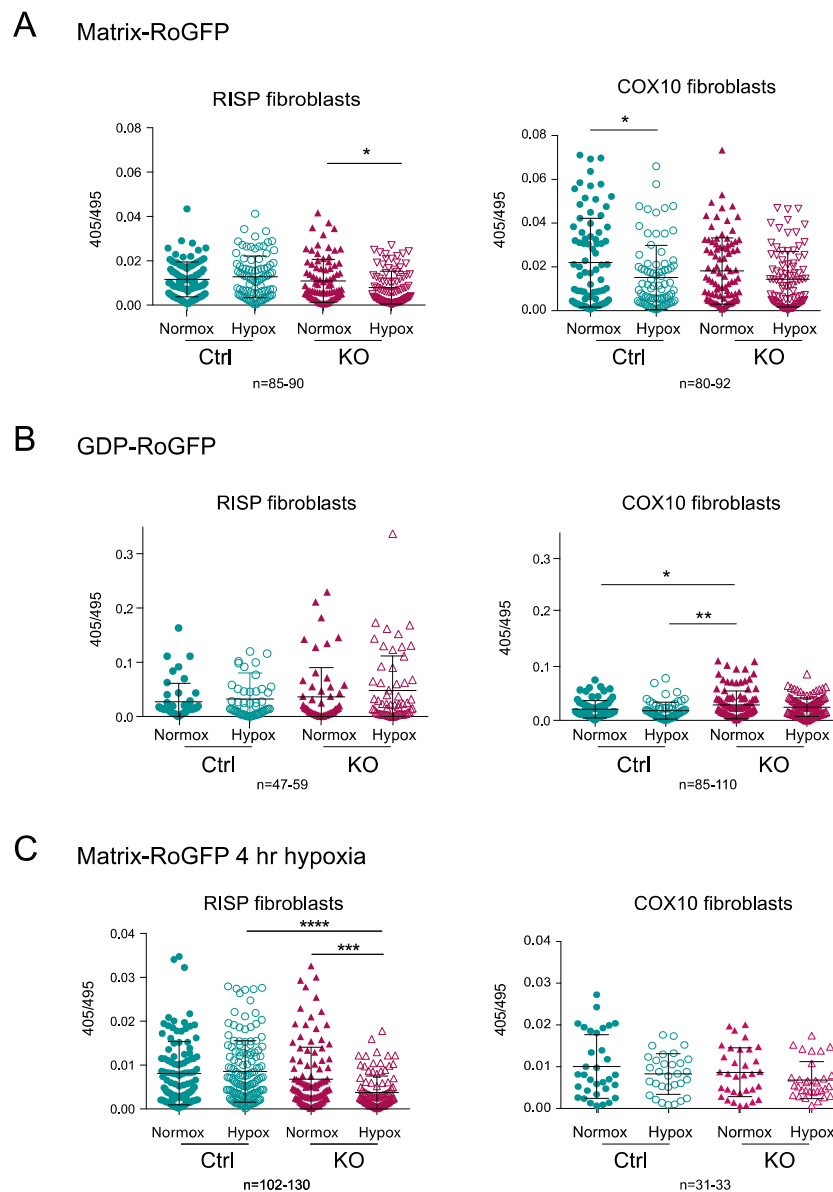 A Matrix-RoGFP
RISP fibroblasts
405/495
0.08
0.06
0.04
0.02
0.00
*
Normox Hypox Normox Hypox
Ctrl KO
n=85-90
COX10 fibroblasts
405/495
0.08
0.06
0.04
0.02
0.00
*
Normox Hypox Normox Hypox
Ctrl KO
n=80-92
B GDP-RoGFP
RISP fibroblasts
405/495
0.3
0.2
0.1
0.0
Normox Hypox Normox Hypox
Ctrl KO
n=47-59
COX10 fibroblasts
405/495
0.3
0.2
0.1
0.0
*
**
Normox Hypox Normox Hypox
Ctrl KO
n=85-110
C Matrix-RoGFP 4 hr hypoxia
RISP fibroblasts
405/495
0.04
0.03
0.02
0.01
0.00
****
***
Normox Hypox Normox Hypox
Ctrl KO
n=102-130
COX10 fibroblasts
405/495
0.04
0.03
0.02
0.01
0.00
Normox Hypox Normox Hypox
Ctrl KO
n=31-33